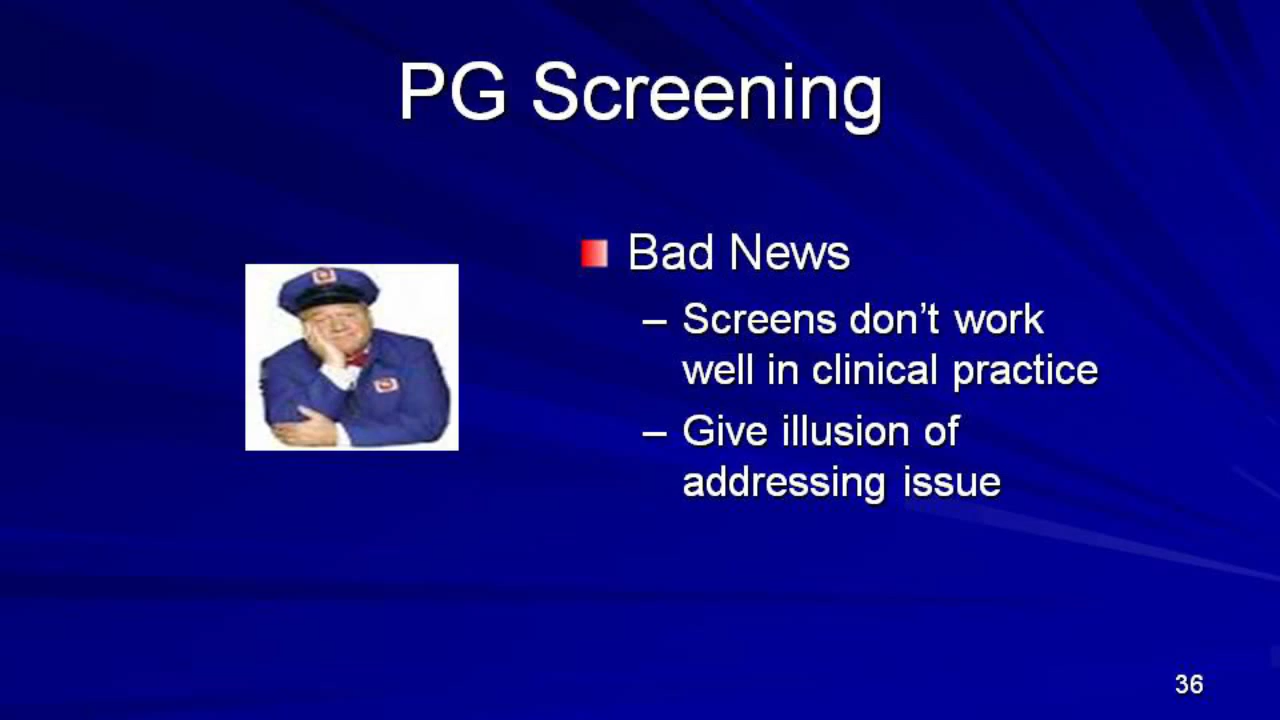 PG Screening
Bad News
– Screens don't work
well in clinical practice
– Give illusion of
addressing issue
36